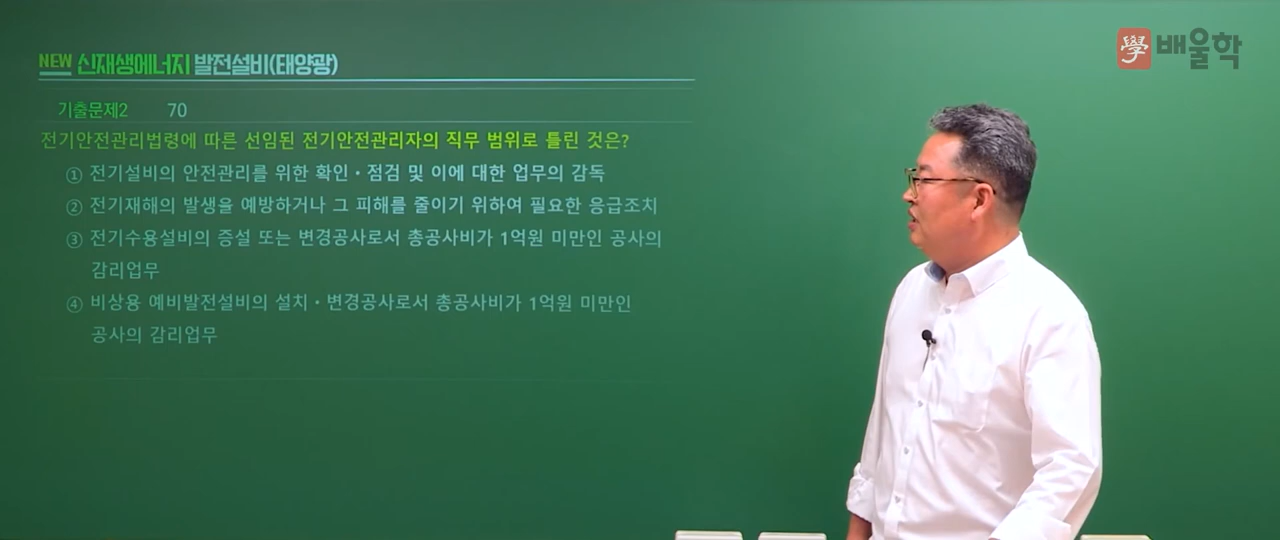 NEW 신재생에너지 발전설비(태양광)
學 배울학
기출문제2 70
전기안전관리법령에 따른 선임된 전기안전관리자의 직무 범위로 틀린 것은?
① 전기설비의 안전관리를 위한 확인·점검 및 이에 대한 업무의 감독
② 전기재해의 발생을 예방하거나 그 피해를 줄이기 위하여 필요한 응급조치
③ 전기수용설비의 증설 또는 변경공사로서 총공사비가 1억원 미만인 공사의
감리업무
④ 비상용 예비발전설비의 설치·변경공사로서 총공사비가 1억원 미만인
공사의 감리업무